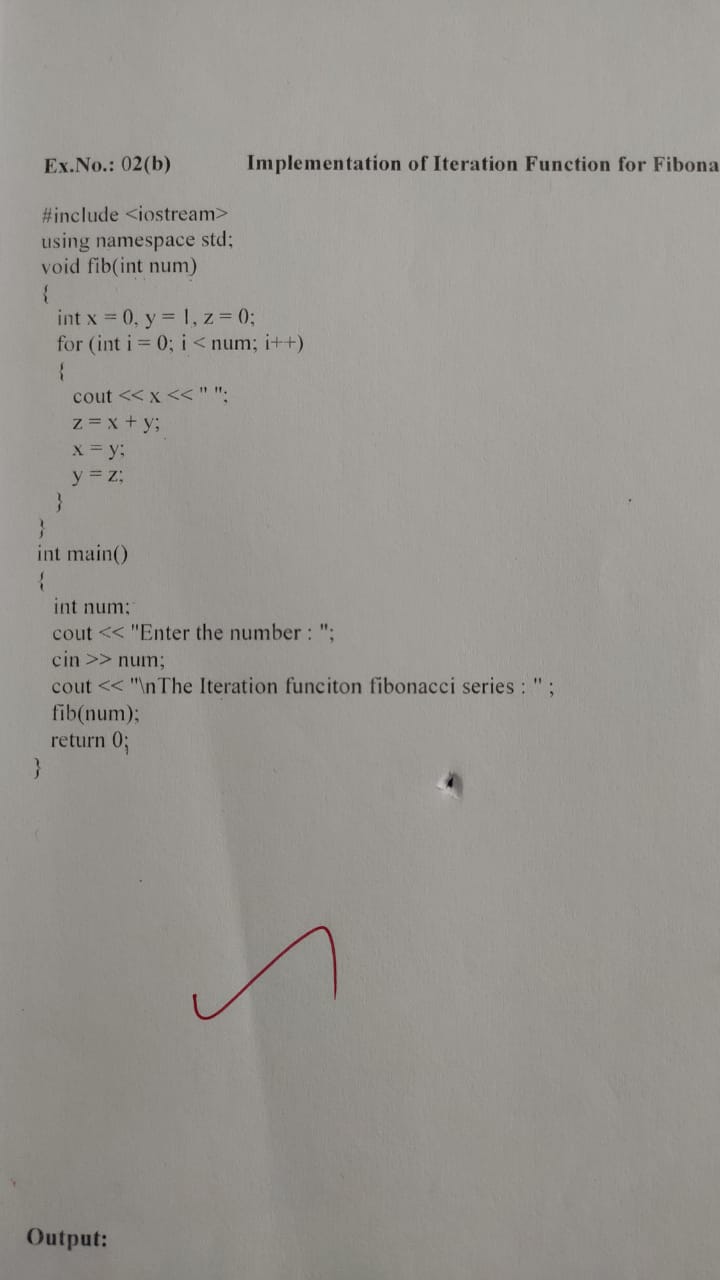 Ex.No.: 02(b) Implementation of Iteration Function for Fibona
#include <iostream>
using namespace std;
void fib(int num)
{
int x = 0, y = 1, z = 0;
for (int i = 0; i < num; i++)
{
cout << x << " ";
z = x + y;
x = y;
y = z;
}
}
int main()
{
int num;
cout << "Enter the number : ";
cin >> num;
cout << "\nThe Iteration funciton fibonacci series : " ;
fib(num);
return 0;
}
Output: